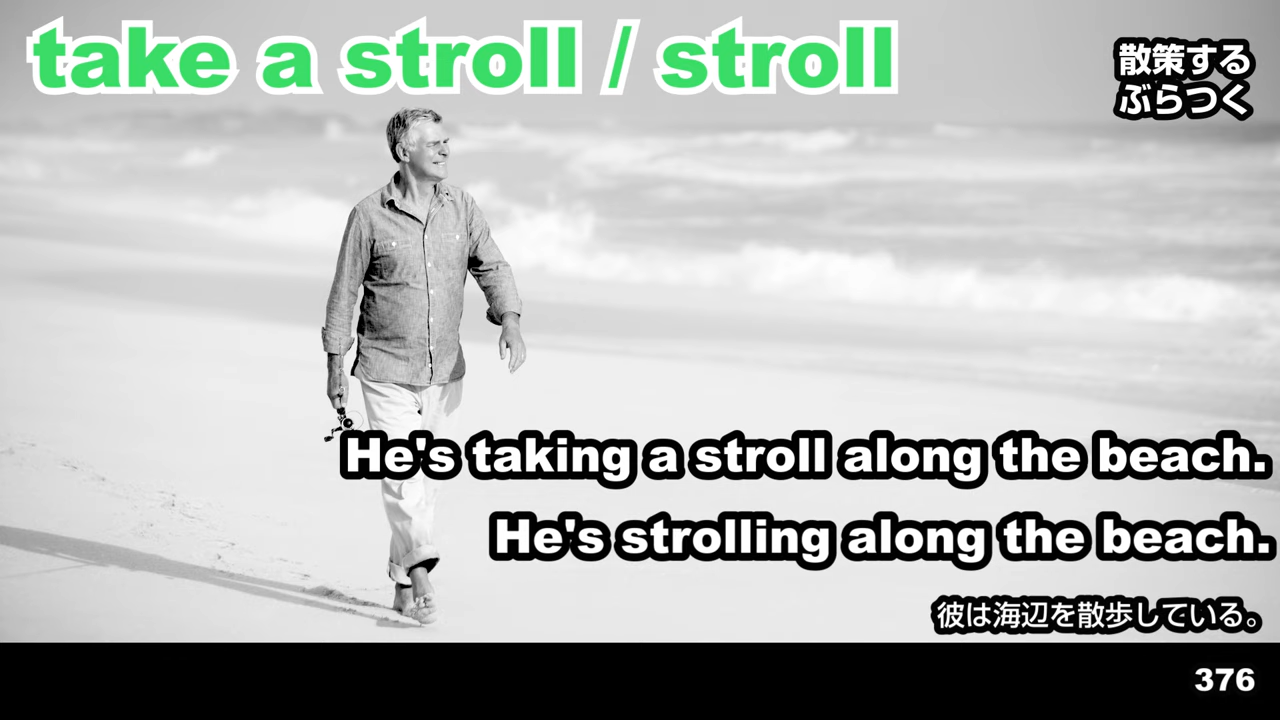 take a stroll / stroll
散策する
ぶらつく
He's taking a stroll along the beach.
He's strolling along the beach.
彼は海辺を散歩している。
376